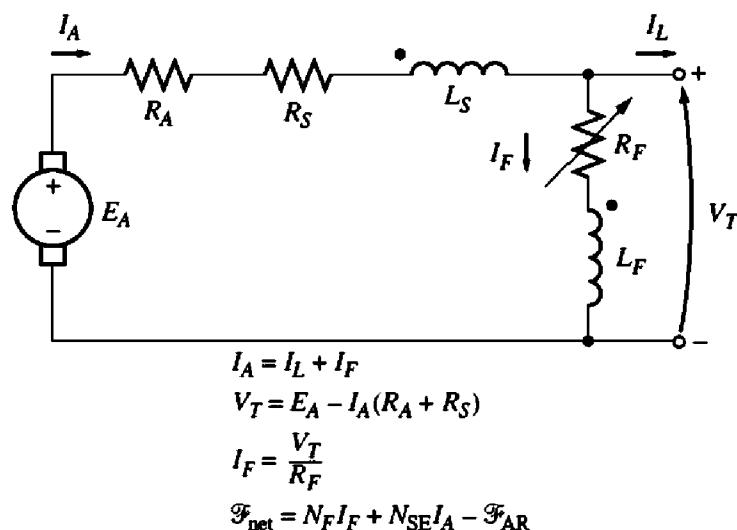 I_A
I_L
R_A
R_S
L_S
+
I_F
R_F
+
E_A
V_T
−
L_F
−
I_A = I_L + I_F
V_T = E_A − I_A(R_A + R_S)
I_F = V_T / R_F
ℱ_net = N_F I_F + N_SE I_A − ℱ_AR